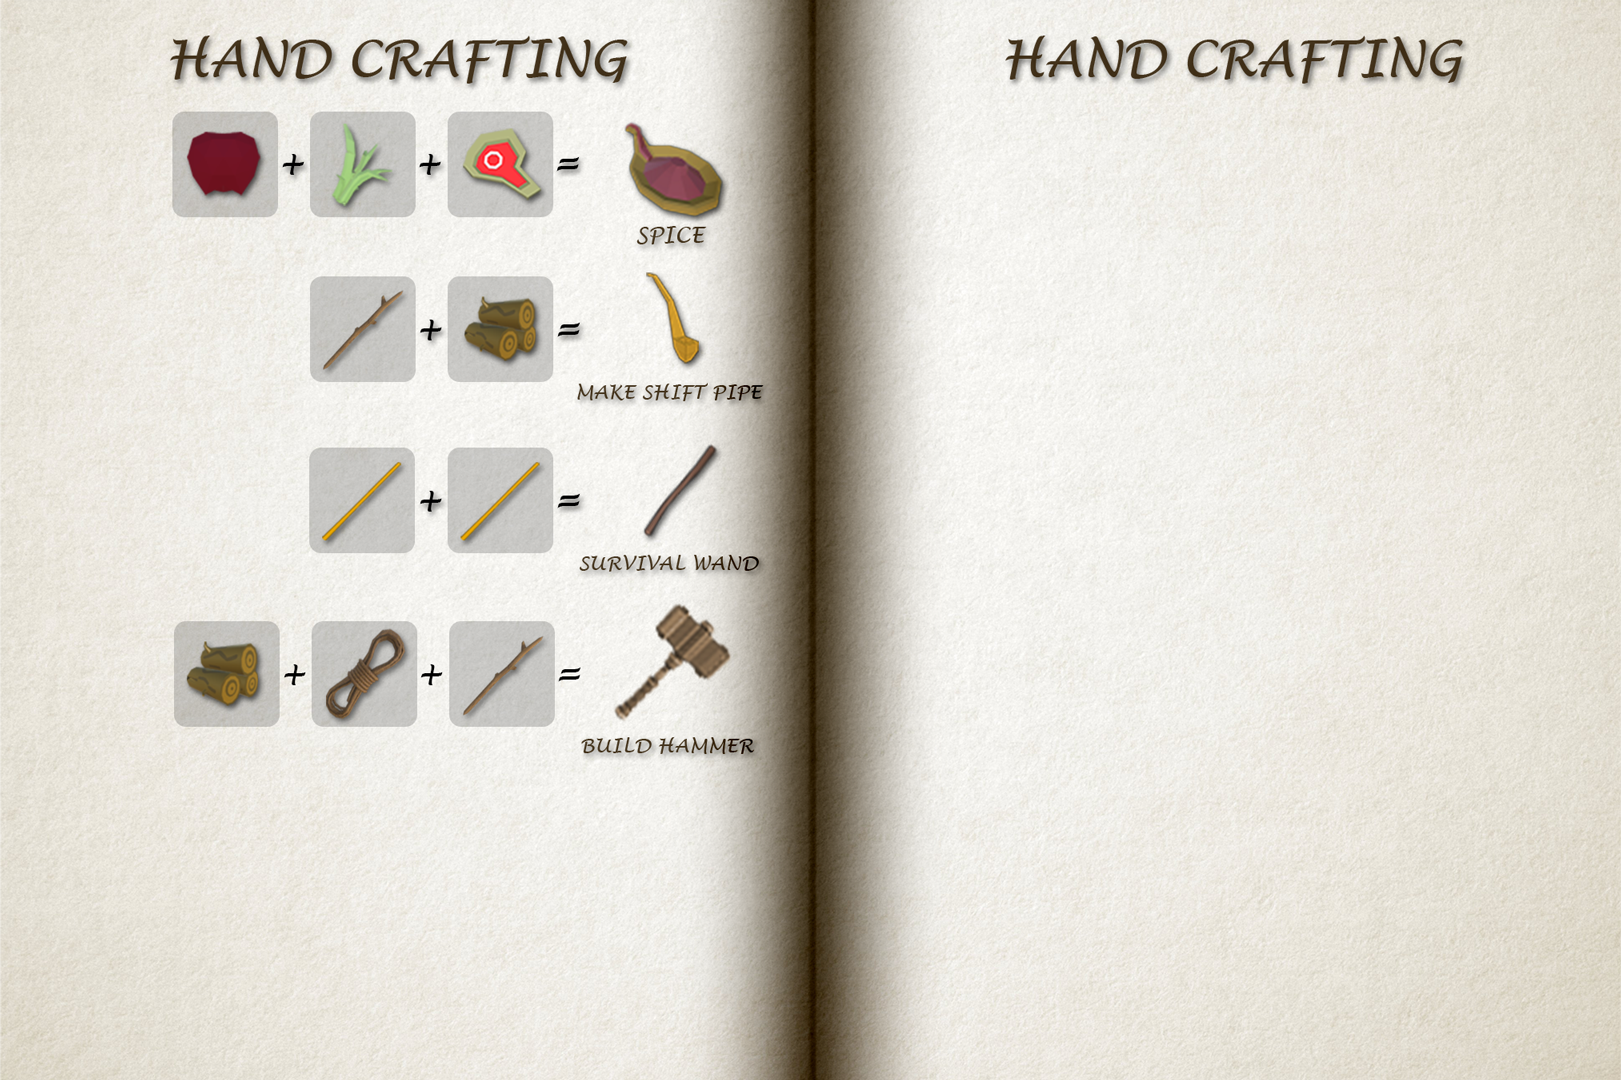 HAND CRAFTING
+ + =
SPICE
+ =
MAKE SHIFT PIPE
+ =
SURVIVAL WAND
+ + =
BUILD HAMMER
HAND CRAFTING